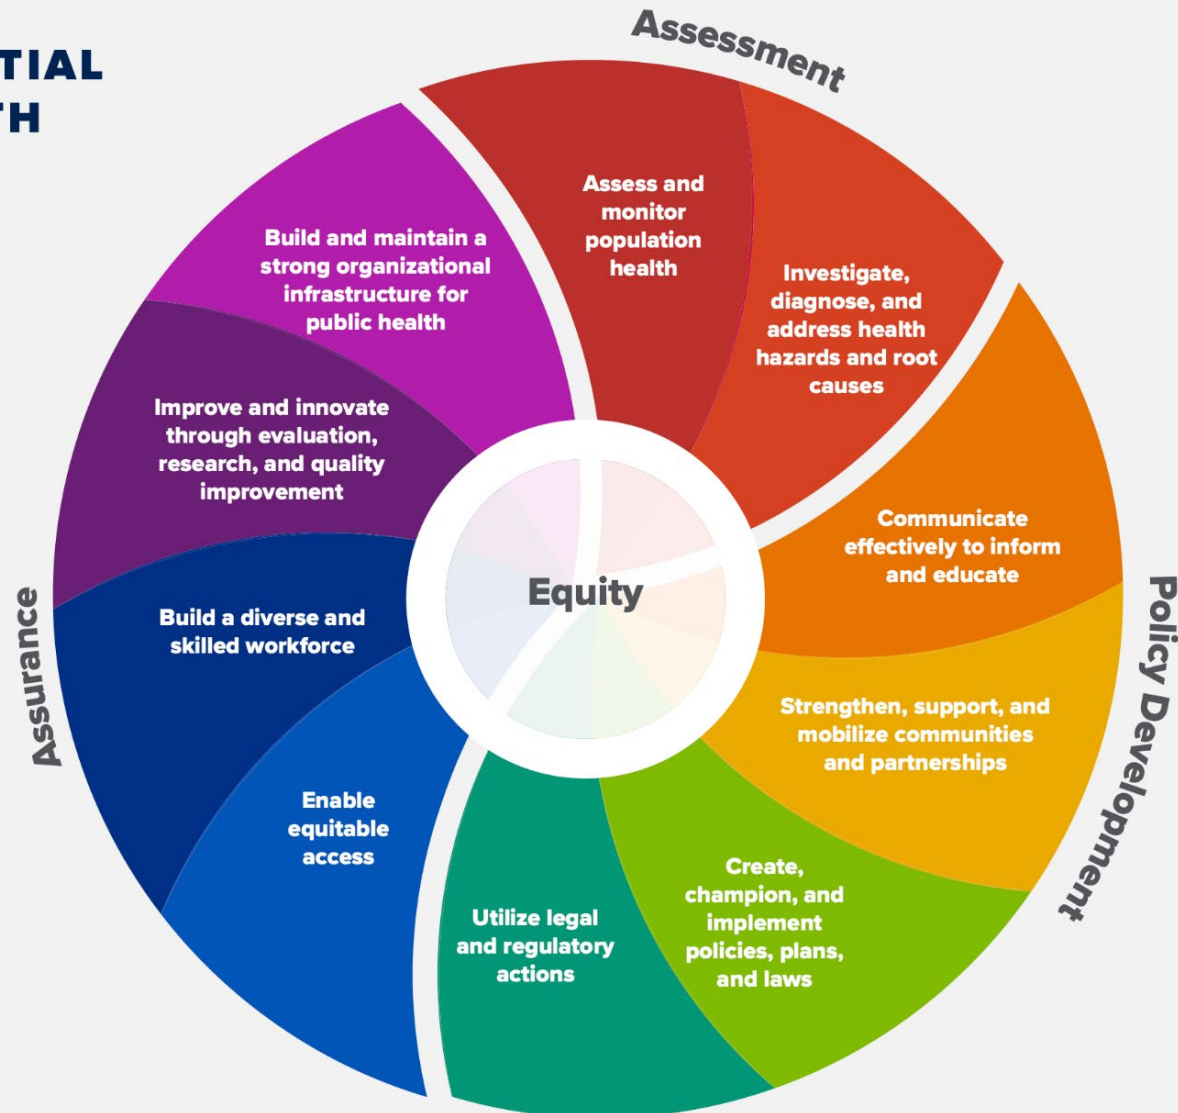 TIAL
TH
Assessment
Assess and
monitor
population
health
Investigate,
diagnose, and
address health
hazards and root
causes
Policy Development
Communicate
effectively to inform
and educate
Strengthen, support, and
mobilize communities
and partnerships
Create,
champion, and
implement
policies, plans,
and laws
Utilize legal
and regulatory
actions
Assurance
Enable
equitable
access
Build a diverse and
skilled workforce
Improve and innovate
through evaluation,
research, and quality
improvement
Build and maintain a
strong organizational
infrastructure for
public health
Equity